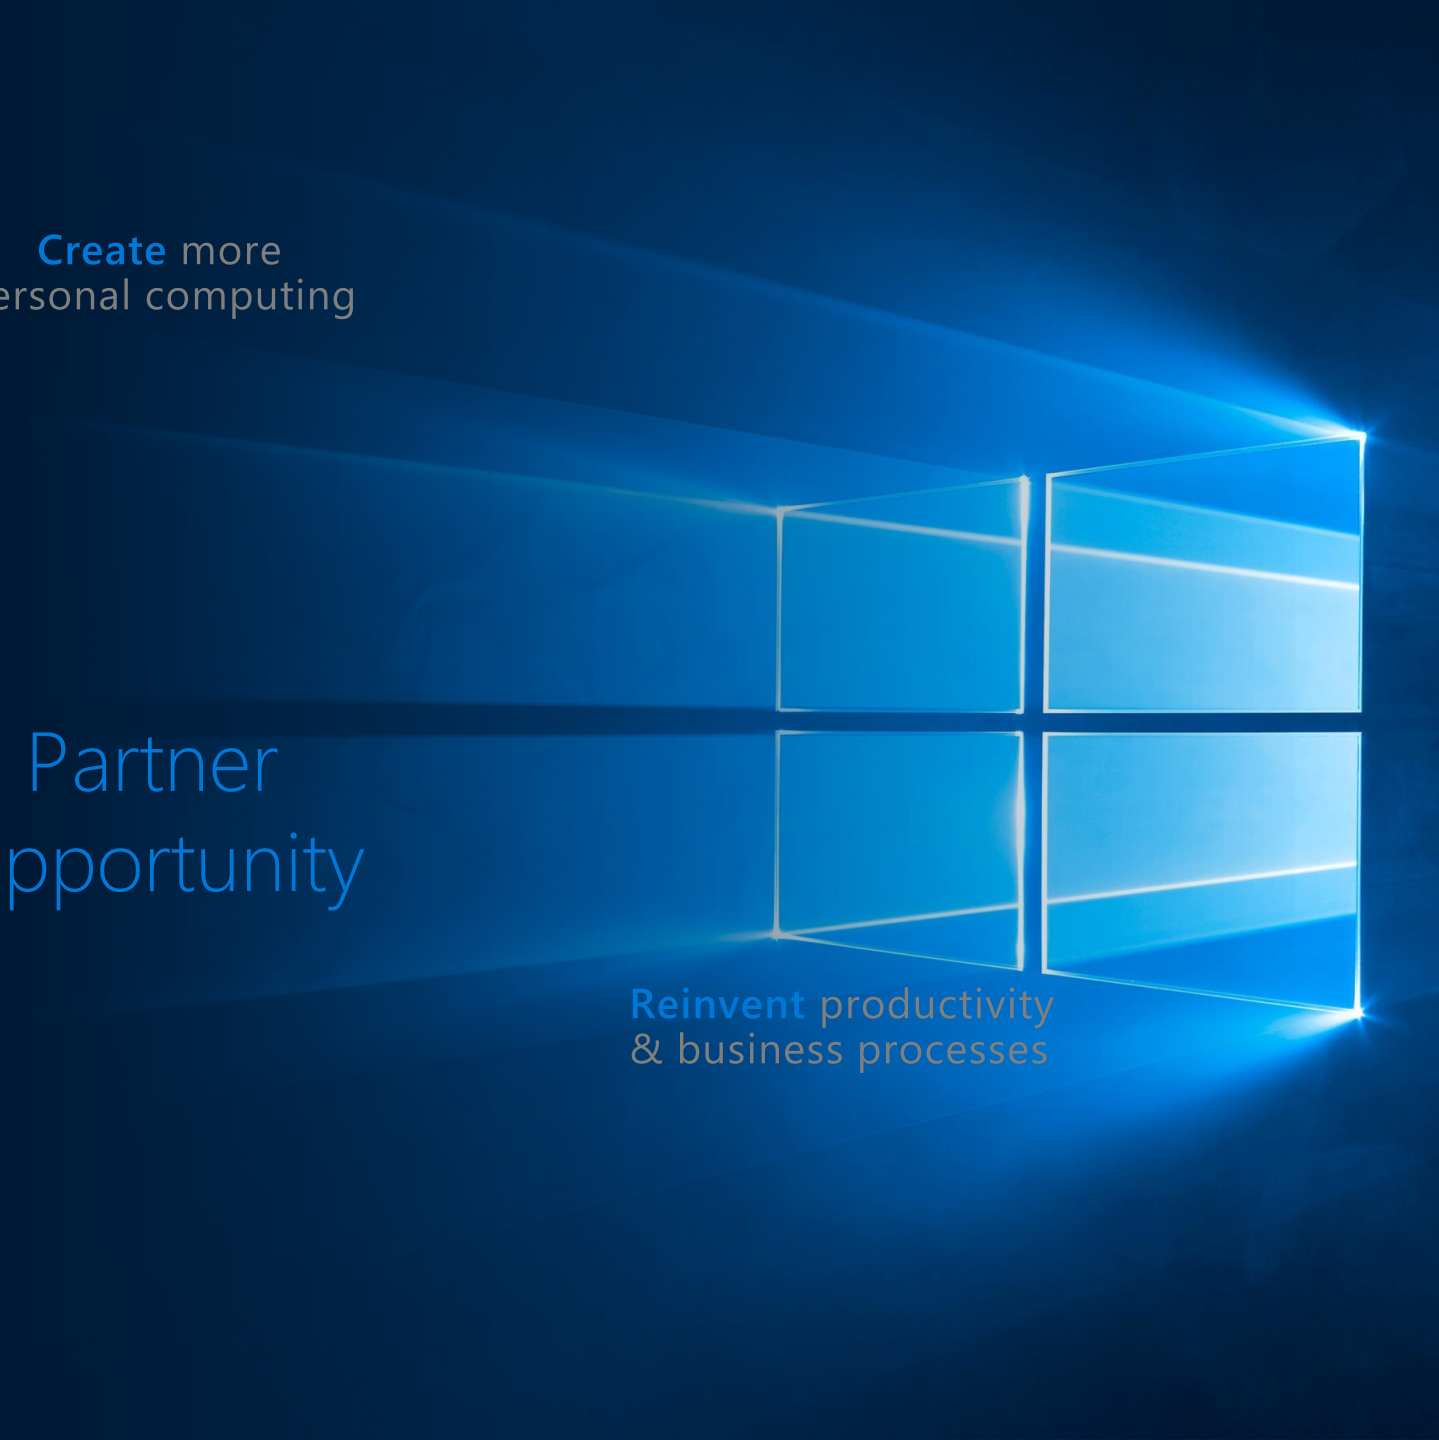 Create more
ersonal computing
Partner
pportunity
Reinvent productivity
& business processes